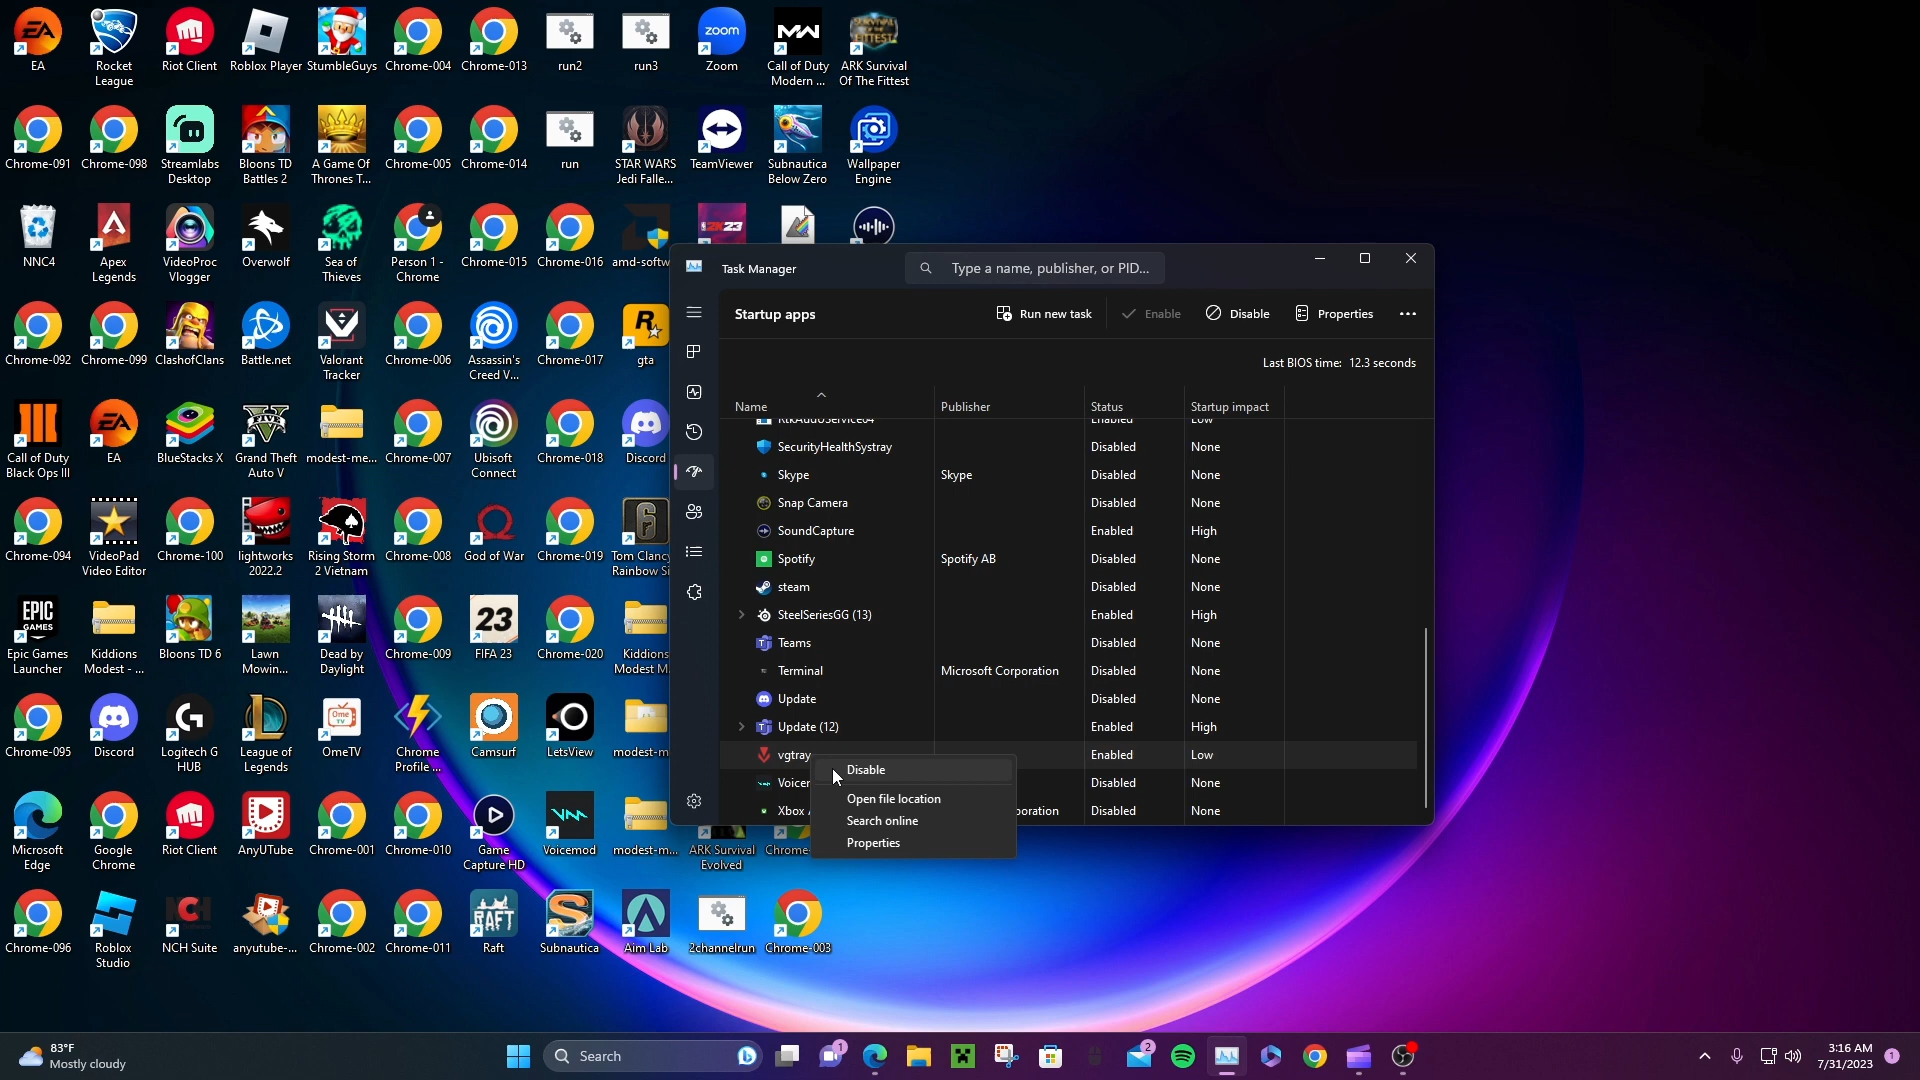 EA
Rocket
League
Riot Client
Roblox Player
StumbleGuys
Chrome-004
Chrome-013
run2
run3
zoom
Zoom
Call of Duty
Modern ...
ARK Survival
Of The Fittest
Chrome-091
Chrome-098
Streamlabs
Desktop
Bloons TD
Battles 2
A Game Of
Thrones T...
Chrome-005
Chrome-014
run
STAR WARS
Jedi Falle...
TeamViewer
Subnautica
Below Zero
Wallpaper
Engine
NNC4
Apex
Legends
VideoProc
Vlogger
Overwolf
Sea of
Thieves
Person 1 -
Chrome
Chrome-015
Chrome-016
amd-softw
2K23
Chrome-092
Chrome-099
ClashofClans
Battle.net
Valorant
Tracker
Chrome-006
Assassin's
Creed V...
Chrome-017
gta
Call of Duty
Black Ops III
EA
BlueStacks X
Grand Theft
Auto V
modest-me...
Chrome-007
Ubisoft
Connect
Chrome-018
Discord
Chrome-094
VideoPad
Video Editor
Chrome-100
lightworks
2022.2
Rising Storm
2 Vietnam
Chrome-008
God of War
Chrome-019
Tom Clancy
Rainbow Si
EPIC
GAMES
Epic Games
Launcher
Kiddions
Modest - ...
Bloons TD 6
Lawn
Mowin...
Dead by
Daylight
Chrome-009
23
FIFA 23
Chrome-020
Kiddions
Modest M
Chrome-095
Discord
Logitech G
HUB
League of
Legends
OmeTV
Chrome
Profile ...
Camsurf
LetsView
modest-m
Microsoft
Edge
Google
Chrome
Riot Client
AnyUTube
Chrome-001
Chrome-010
Game
Capture HD
Voicemod
modest-m...
ARK Survival
Evolved
Chrome-
Chrome-096
Roblox
Studio
NCH
NCH Suite
anyutube-...
Chrome-002
Chrome-011
RAFT
Raft
Subnautica
Aim Lab
2channelrun
Chrome-003
Task Manager
Type a name, publisher, or PID...
Startup apps
Run new task
Enable
Disable
Properties
Last BIOS time: 12.3 seconds
Name
Publisher
Status
Startup impact
RtkAudUService64
Enabled
Low
SecurityHealthSystray
Disabled
None
Skype
Skype
Disabled
None
Snap Camera
Disabled
None
SoundCapture
Enabled
High
Spotify
Spotify AB
Disabled
None
steam
Disabled
None
SteelSeriesGG (13)
Enabled
High
Teams
Disabled
None
Terminal
Microsoft Corporation
Disabled
None
Update
Disabled
None
Update (12)
Enabled
High
vgtray
Enabled
Low
Voicem
Disabled
None
Xbox A
poration
Disabled
None
Disable
Open file location
Search online
Properties
83°F
Mostly cloudy
Search
1
2
3:16 AM
7/31/2023
1